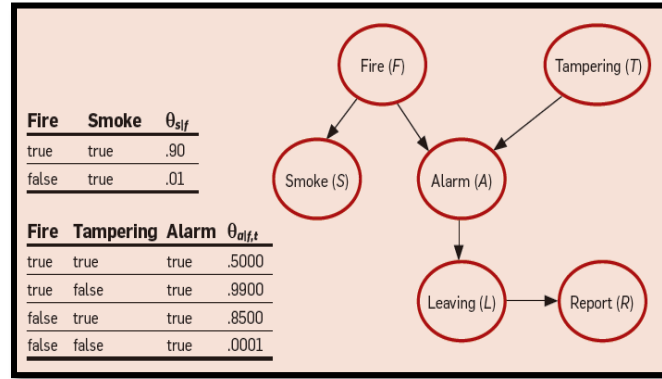 Fire (F)
Tampering (T)
Smoke (S)
Alarm (A)
Leaving (L)
Report (R)
Fire Smoke θs|f
true true .90
false true .01
Fire Tampering Alarm θa|f,t
true true true .5000
true false true .9900
false true true .8500
false false true .0001